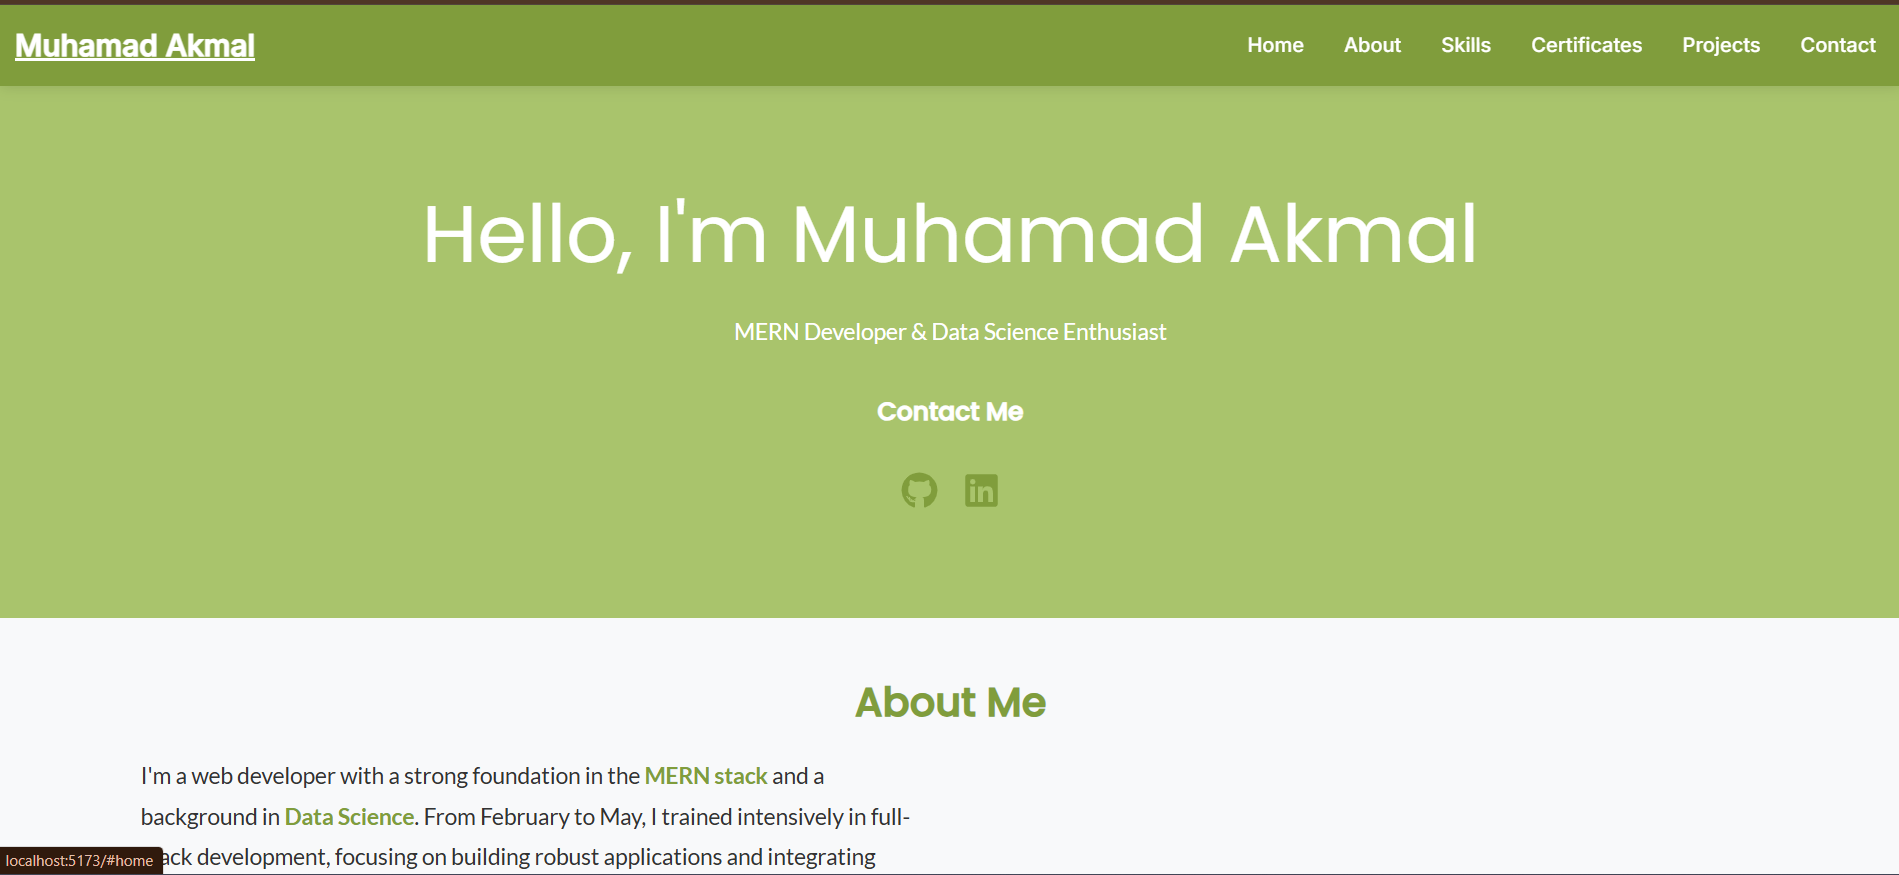 Muhamad Akmal
Home About Skills Certificates Projects Contact
Hello, I'm Muhamad Akmal
MERN Developer & Data Science Enthusiast
Contact Me
in
About Me
I'm a web developer with a strong foundation in the MERN stack and a
background in Data Science. From February to May, I trained intensively in full-
ack development, focusing on building robust applications and integrating
localhost:5173/#home